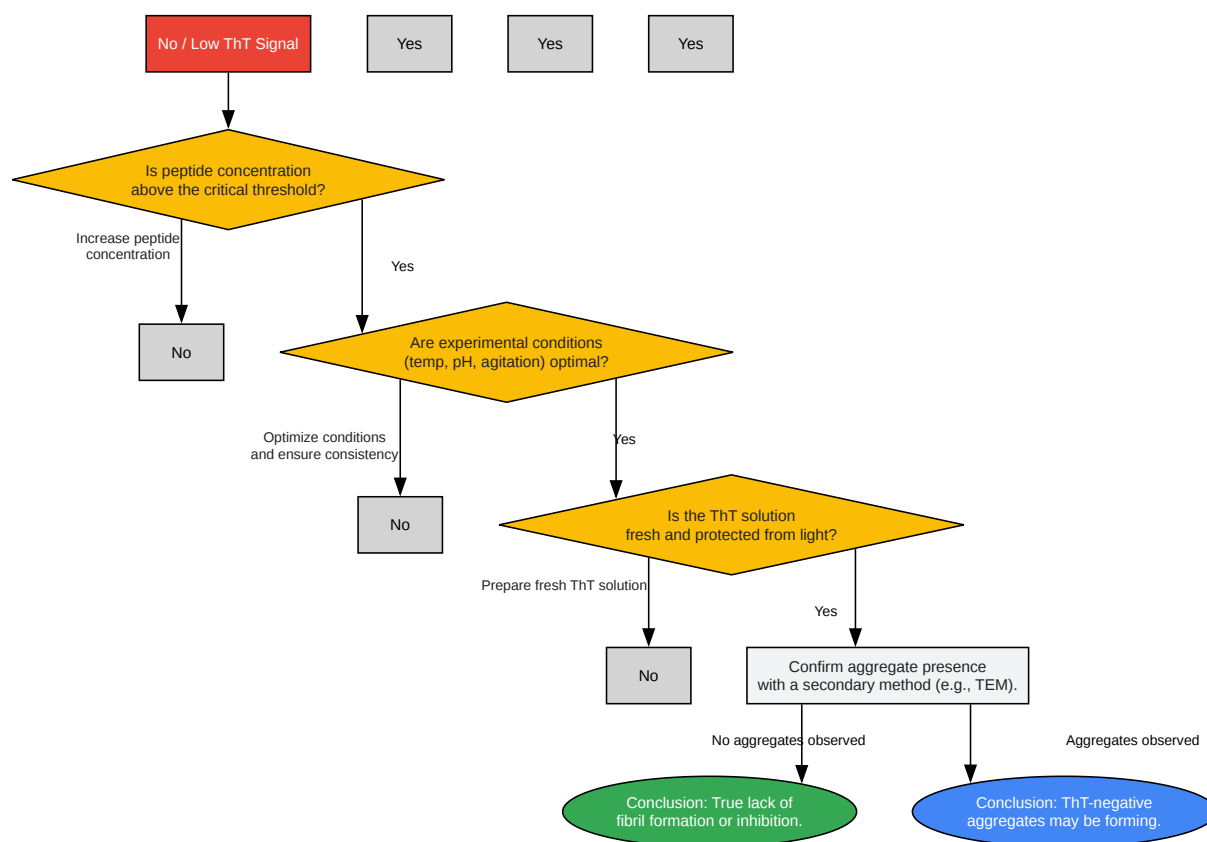 No / Low ThT Signal
Yes
Yes
Yes
Is peptide concentration
above the critical threshold?
Increase peptide
concentration
Yes
No
Are experimental conditions
(temp, pH, agitation) optimal?
Optimize conditions
and ensure consistency
Yes
No
Is the ThT solution
fresh and protected from light?
Prepare fresh ThT solution
Yes
No
Confirm aggregate presence
with a secondary method (e.g., TEM).
No aggregates observed
Aggregates observed
Conclusion: True lack of
fibril formation or inhibition.
Conclusion: ThT-negative
aggregates may be forming.